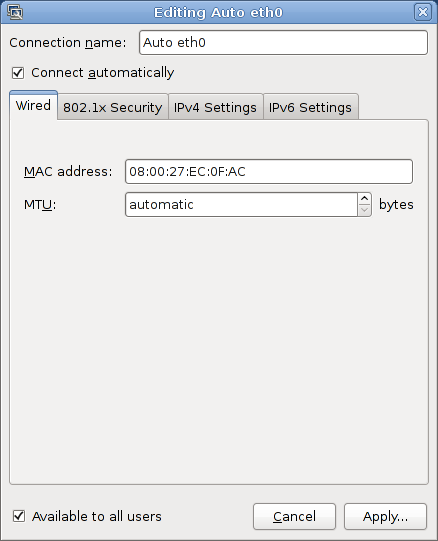 Editing Auto eth0
Connection name: Auto eth0
Connect automatically
Wired 802.1x Security IPv4 Settings IPv6 Settings
MAC address: 08:00:27:EC:0F:AC
MTU: automatic bytes
Available to all users Cancel Apply...